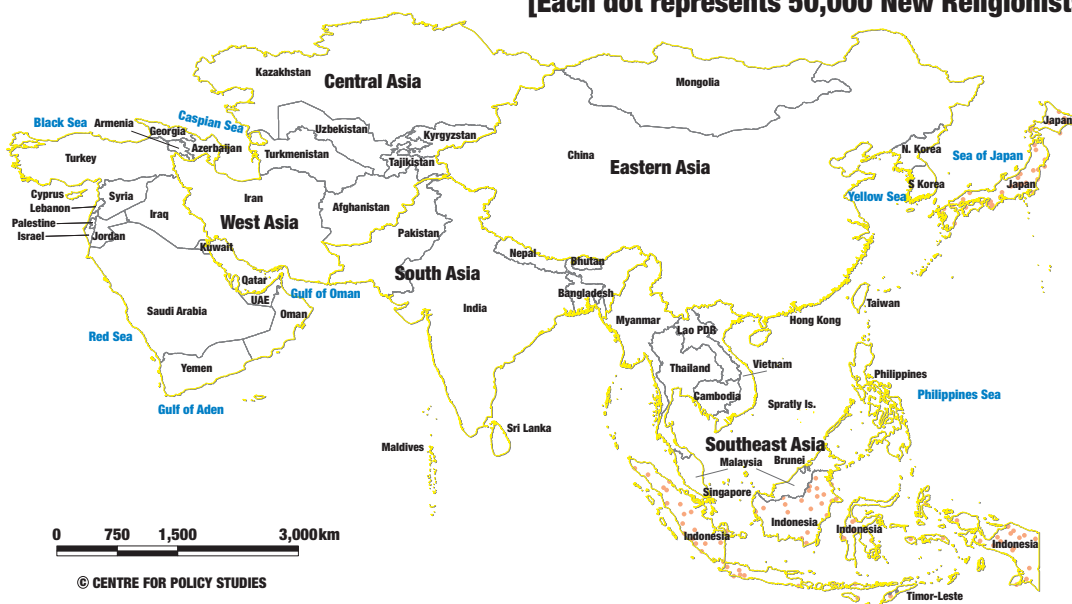 [Each dot represents 50,000 New Religionists
Kazakhstan
Central Asia
Mongolia
Black Sea
Armenia
Georgia
Caspian Sea
Azerbaijan
Uzbekistan
Kyrgyzstan
Japan
Turkey
Turkmenistan
Tajikistan
China
Eastern Asia
N. Korea
Sea of Japan
Cyprus
Syria
Iran
S Korea
Japan
Lebanon
Iraq
West Asia
Afghanistan
Yellow Sea
Palestine
Israel
Jordan
Kuwait
Pakistan
Nepal
Bhutan
Qatar
South Asia
Bangladesh
UAE
Gulf of Oman
Saudi Arabia
Oman
India
Myanmar
Hong Kong
Taiwan
Red Sea
Lao PDR
Yemen
Thailand
Vietnam
Philippines
Gulf of Aden
Cambodia
Spratly Is.
Philippines Sea
Sri Lanka
Maldives
Southeast Asia
Malaysia
Brunei
Singapore
Indonesia
Indonesia
Indonesia
Indonesia
Timor-Leste
0 750 1,500 3,000km
© CENTRE FOR POLICY STUDIES